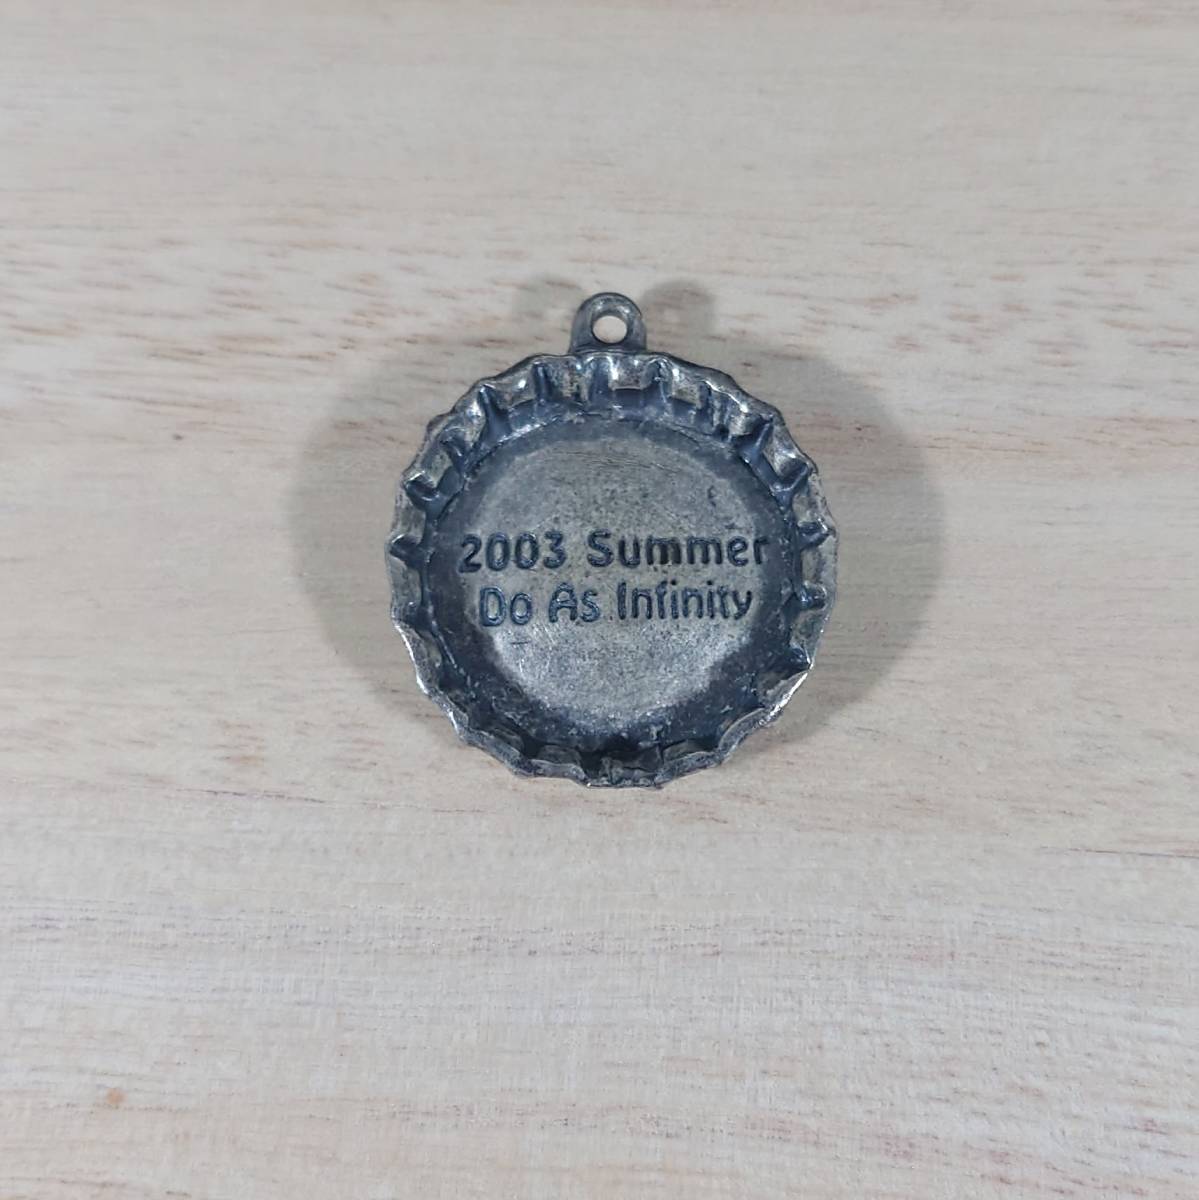 2003 Summer
Do As Infinity